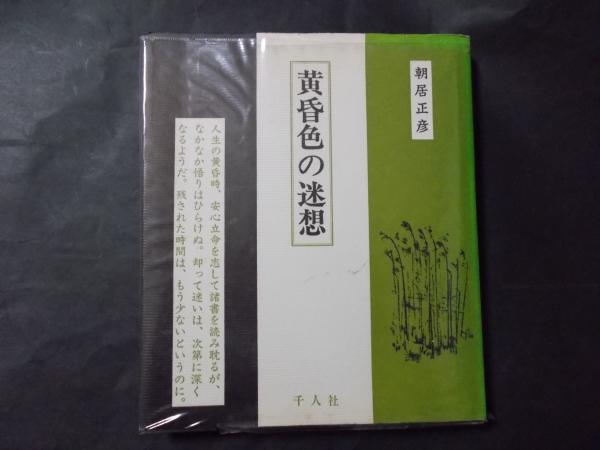 朝居正彦
黄昏色の迷想
千人社
人生の黄昏時、安心立命を志して諸書を読み耽るが、
なかなか悟りはひらけぬ。却って迷いは、次第に深く
なるようだ。残された時間は、もう少ないというのに。